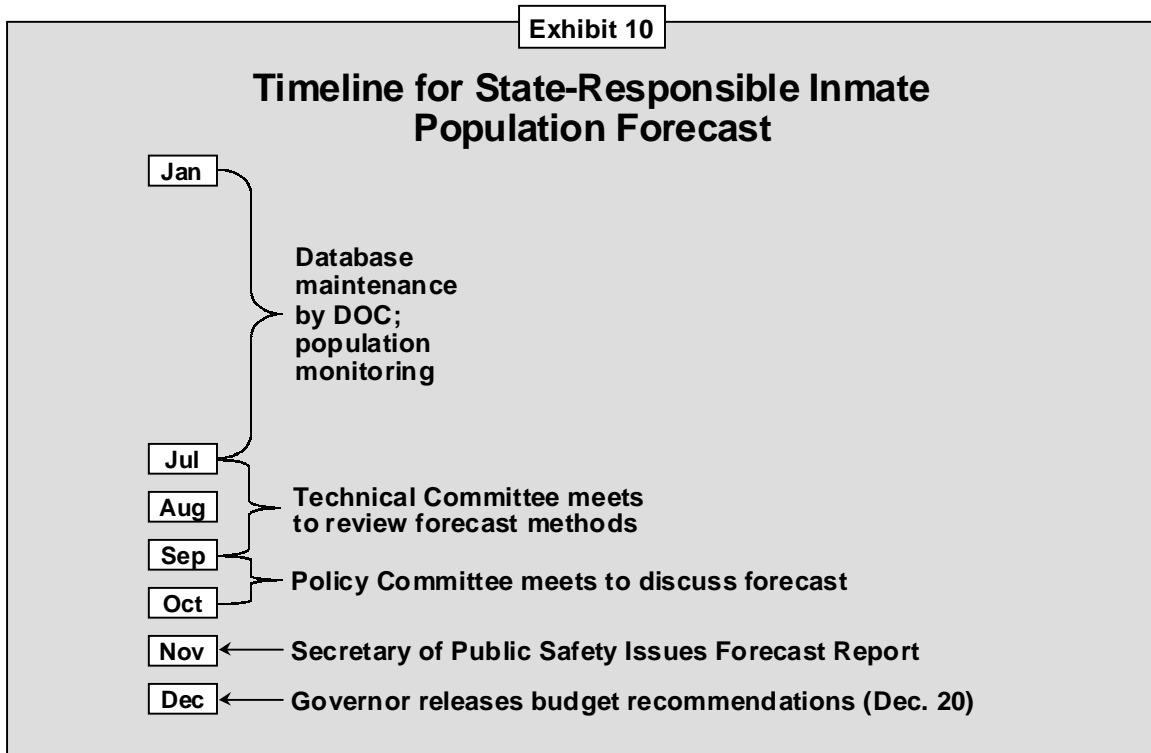 Exhibit 10
Timeline for State-Responsible Inmate
Population Forecast
Jan
Database
maintenance
by DOC;
population
monitoring
Jul
Aug
Technical Committee meets
to review forecast methods
Sep
Policy Committee meets to discuss forecast
Oct
Nov
Secretary of Public Safety Issues Forecast Report
Dec
Governor releases budget recommendations (Dec. 20)